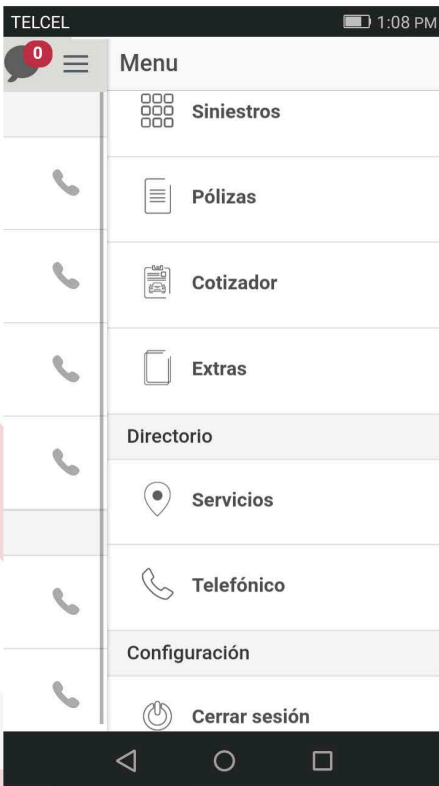 TELCEL 1:08 PM
0 Menu
Siniestros
Pólizas
Cotizador
Extras
Directorio
Servicios
Telefónico
Configuración
Cerrar sesión